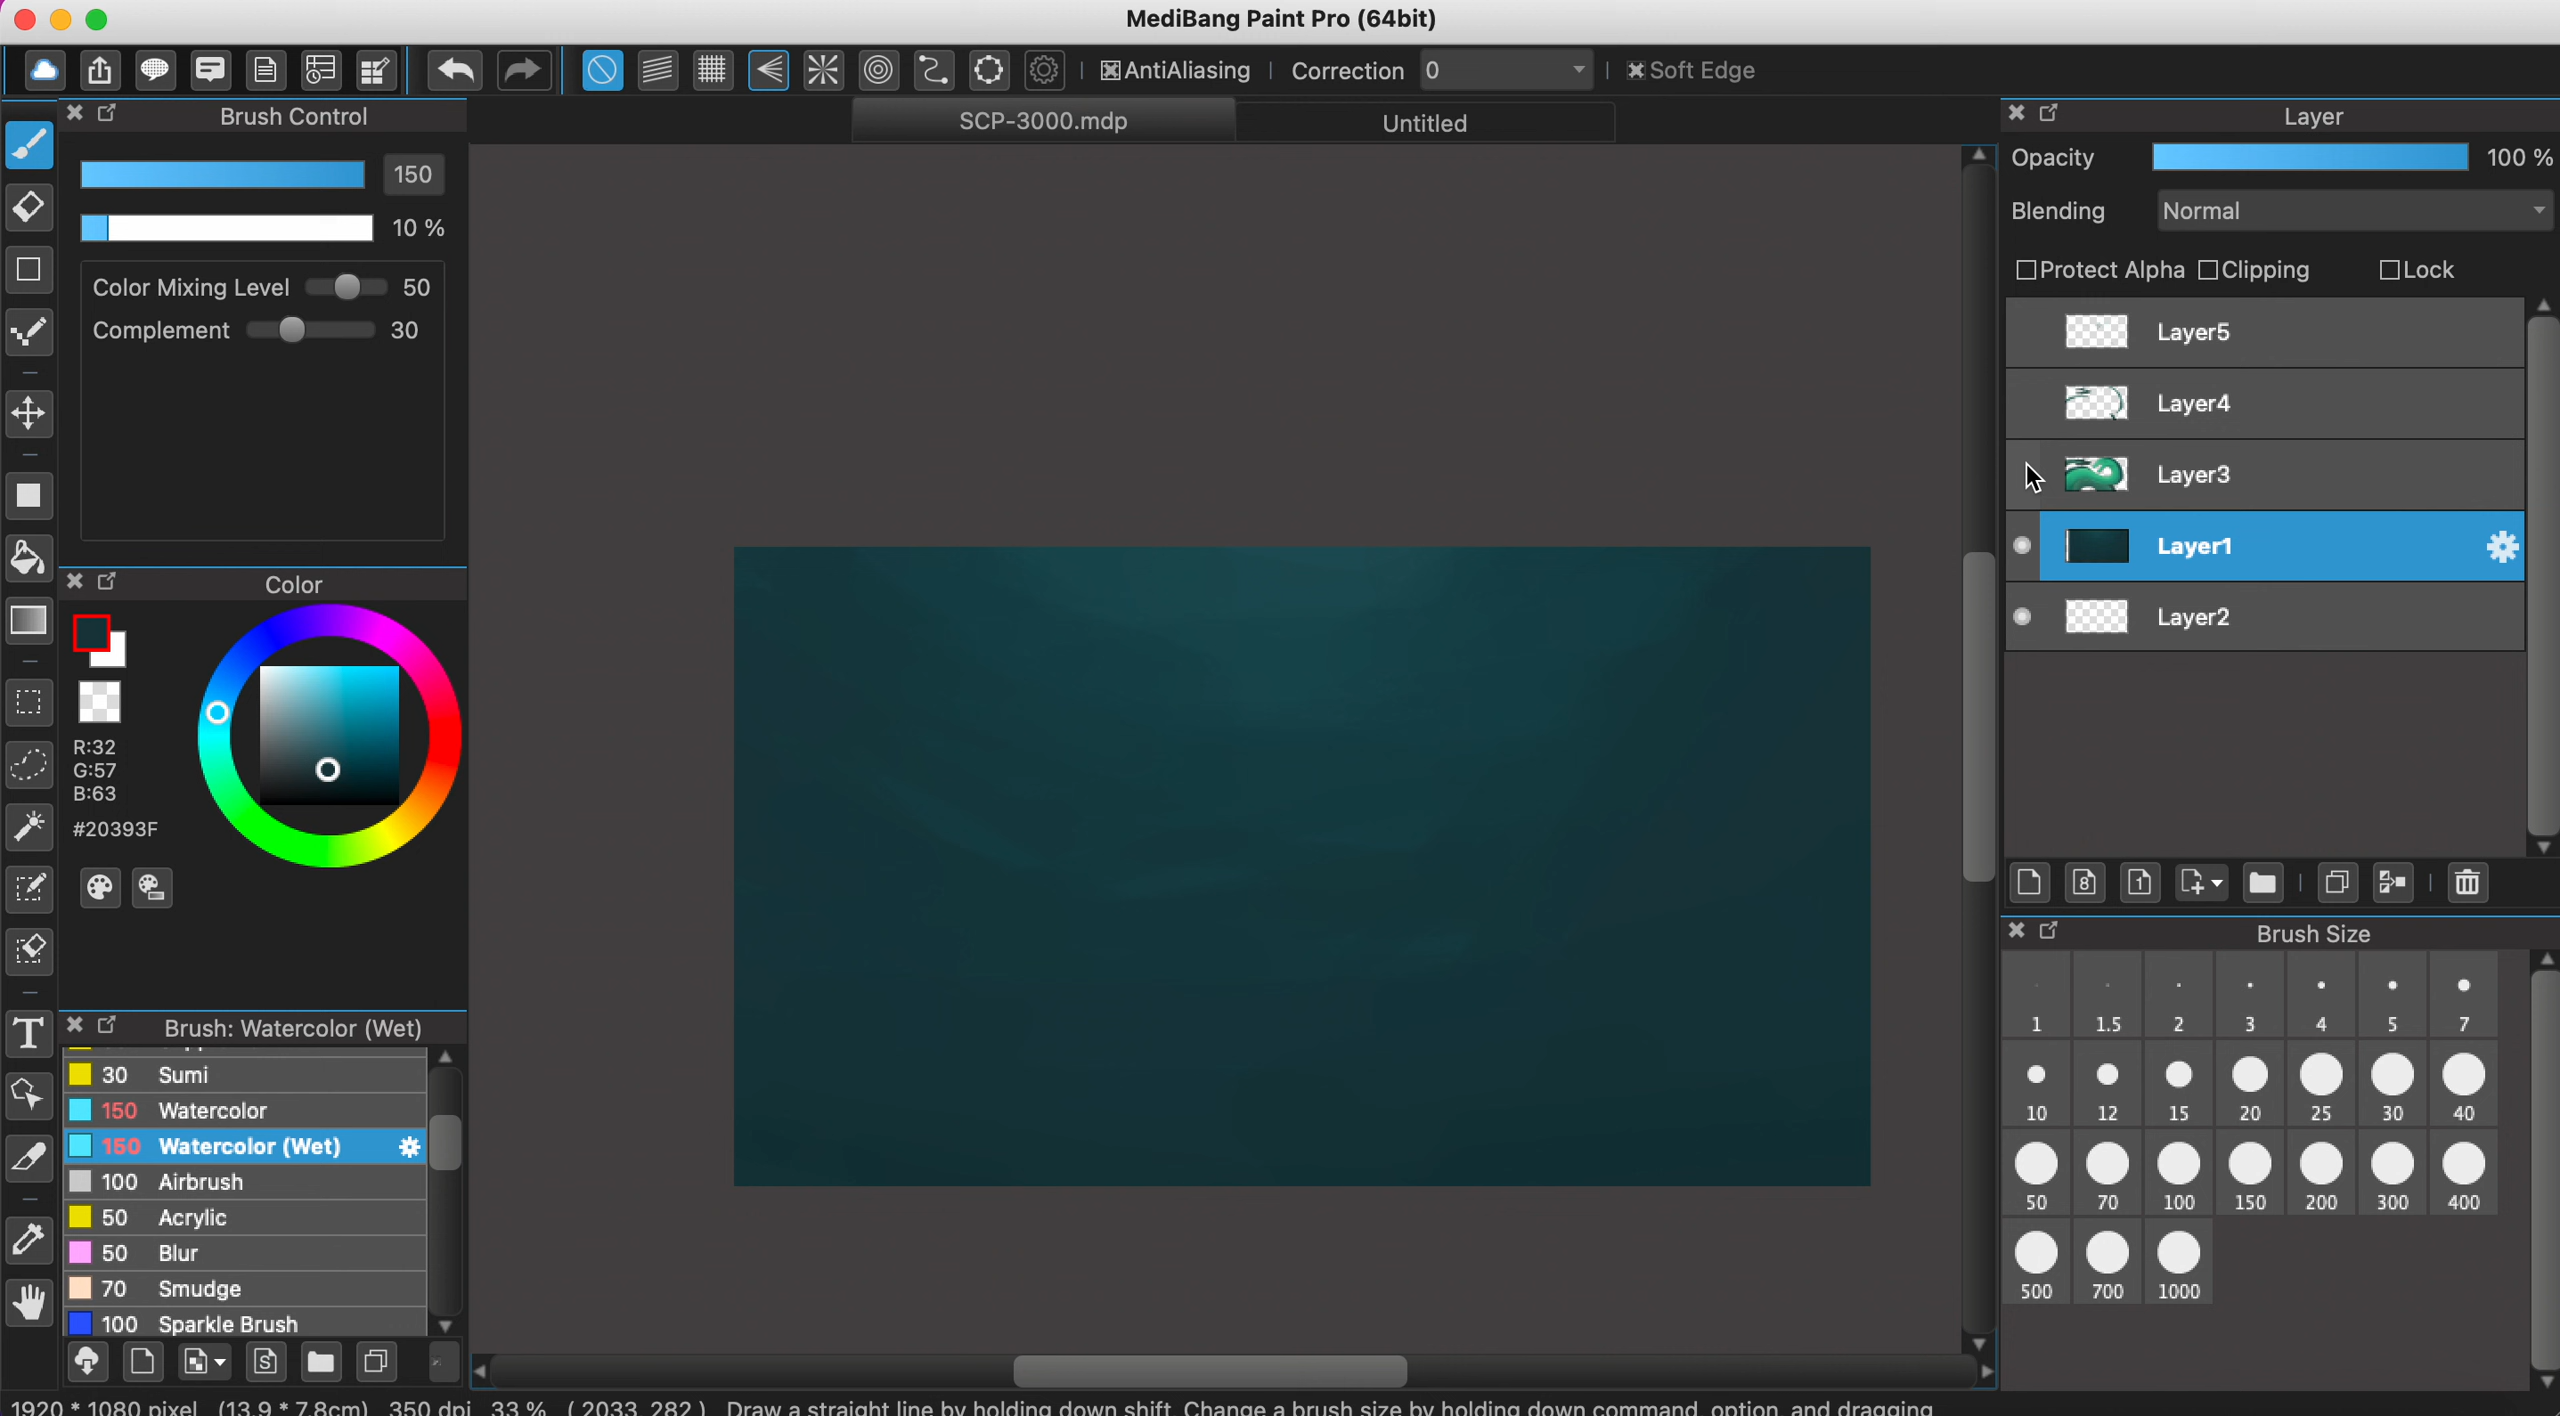 MediBang Paint Pro (64bit)
AntiAliasing
Correction 0
Soft Edge
Brush Control
SCP-3000.mdp
Untitled
Layer
150
10 %
Color Mixing Level 50
Complement 30
Opacity 100 %
Blending Normal
Protect Alpha Clipping Lock
Layer5
Layer4
Layer3
Layer1
Layer2
Color
R:32
G:57
B:63
#20393F
8
1
Brush Size
1 1.5 2 3 4 5 7
10 12 15 20 25 30 40
50 70 100 150 200 300 400
500 700 1000
T
Brush: Watercolor (Wet)
30 Sumi
150 Watercolor
150 Watercolor (Wet)
100 Airbrush
50 Acrylic
50 Blur
70 Smudge
100 Sparkle Brush
S
1920 * 1080 pixel (13.9 * 7.8cm) 350 dpi 33 % ( 2033, 282 ) Draw a straight line by holding down shift, Change a brush size by holding down command, option, and dragging